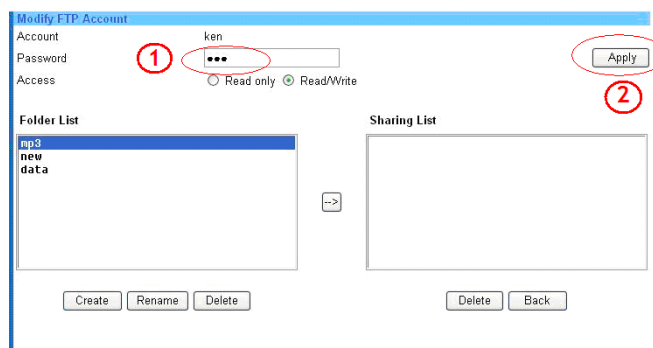 Modify FTP Account
Account ken
Password ●●● Apply
1
Access Read only Read/Write
2
Folder List Sharing List
mp3
new
data
-->
Create Rename Delete Delete Back